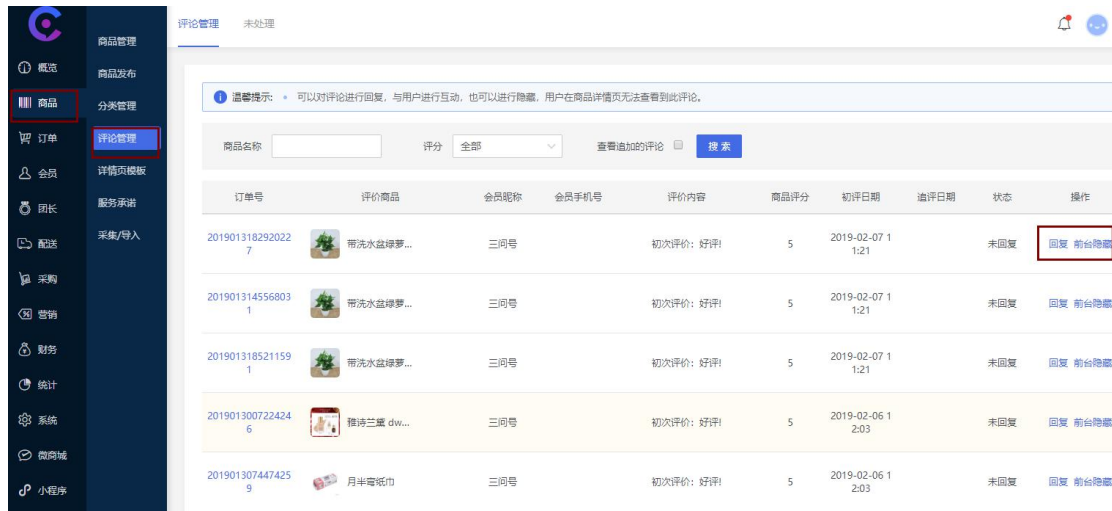 评论管理 未处理
商品管理
概览
商品发布
商品
分类管理
温馨提示: 可以对评论进行回复，与用户进行互动，也可以进行隐藏，用户在商品详情页无法查看到此评论。
订单
评论管理
商品名称 评分 全部 查看追加的评论 搜索
会员
详情页模板
订单号 评价商品 会员昵称 会员手机号 评价内容 商品评分 初评日期 追评日期 状态 操作
团长
服务承诺
配送
采集/导入
201901318292022
7
带洗水盆绿萝... 三问号 初次评价: 好评! 5 2019-02-07 1
1:21
未回复 回复 前台隐藏
采购
201901314556803
1
带洗水盆绿萝... 三问号 初次评价: 好评! 5 2019-02-07 1
1:21
未回复 回复 前台隐藏
营销
财务
201901318521159
1
带洗水盆绿萝... 三问号 初次评价: 好评! 5 2019-02-07 1
1:21
未回复 回复 前台隐藏
统计
系统
201901300722424
6
雅诗兰黛 dw... 三问号 初次评价: 好评! 5 2019-02-06 1
2:03
未回复 回复 前台隐藏
微商城
小程序
201901307447425
9
月半弯纸巾 三问号 初次评价: 好评! 5 2019-02-06 1
2:03
未回复 回复 前台隐藏